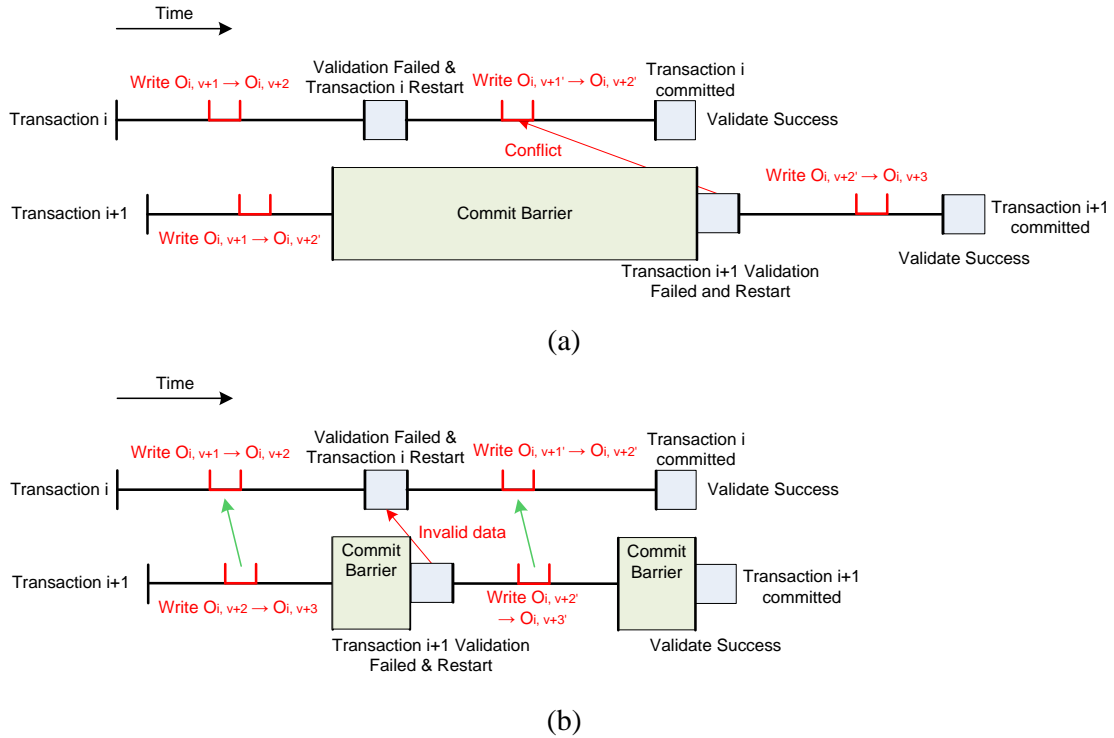 Time
Write Oi, v+1 → Oi, v+2
Validation Failed &
Transaction i Restart
Write Oi, v+1' → Oi, v+2'
Transaction i
committed
Transaction i
Validate Success
Conflict
Write Oi, v+2' → Oi, v+3
Transaction i+1
Commit Barrier
Transaction i+1
committed
Write Oi, v+1 → Oi, v+2'
Validate Success
Transaction i+1 Validation
Failed and Restart
(a)
Time
Write Oi, v+1 → Oi, v+2
Validation Failed &
Transaction i Restart
Write Oi, v+1' → Oi, v+2'
Transaction i
committed
Transaction i
Validate Success
Invalid data
Commit
Barrier
Commit
Barrier
Transaction i+1
Transaction i+1
committed
Write Oi, v+2 → Oi, v+3
Write Oi, v+2'
→ Oi, v+3'
Transaction i+1 Validation
Failed & Restart
Validate Success
(b)